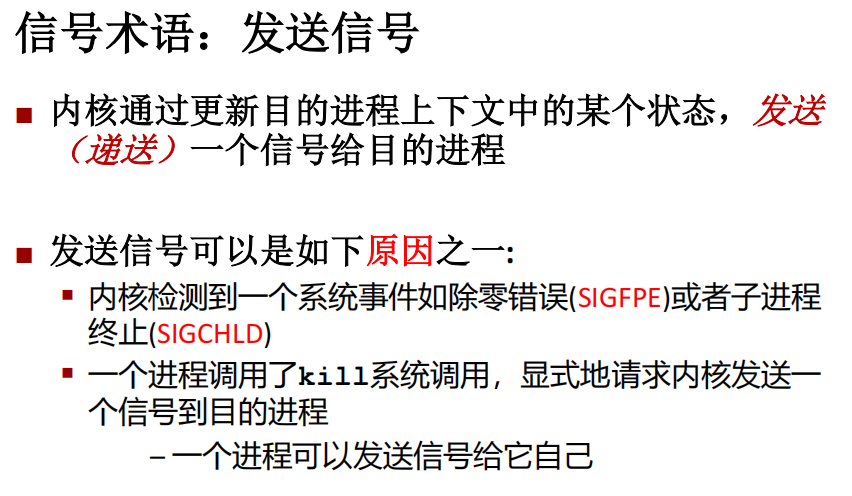 信号术语：发送信号
■ 内核通过更新目的进程上下文中的某个状态，发送
（递送）一个信号给目的进程
■ 发送信号可以是如下原因之一:
▪ 内核检测到一个系统事件如除零错误(SIGFPE)或者子进程
终止(SIGCHLD)
▪ 一个进程调用了kill系统调用，显式地请求内核发送一
个信号到目的进程
– 一个进程可以发送信号给它自己